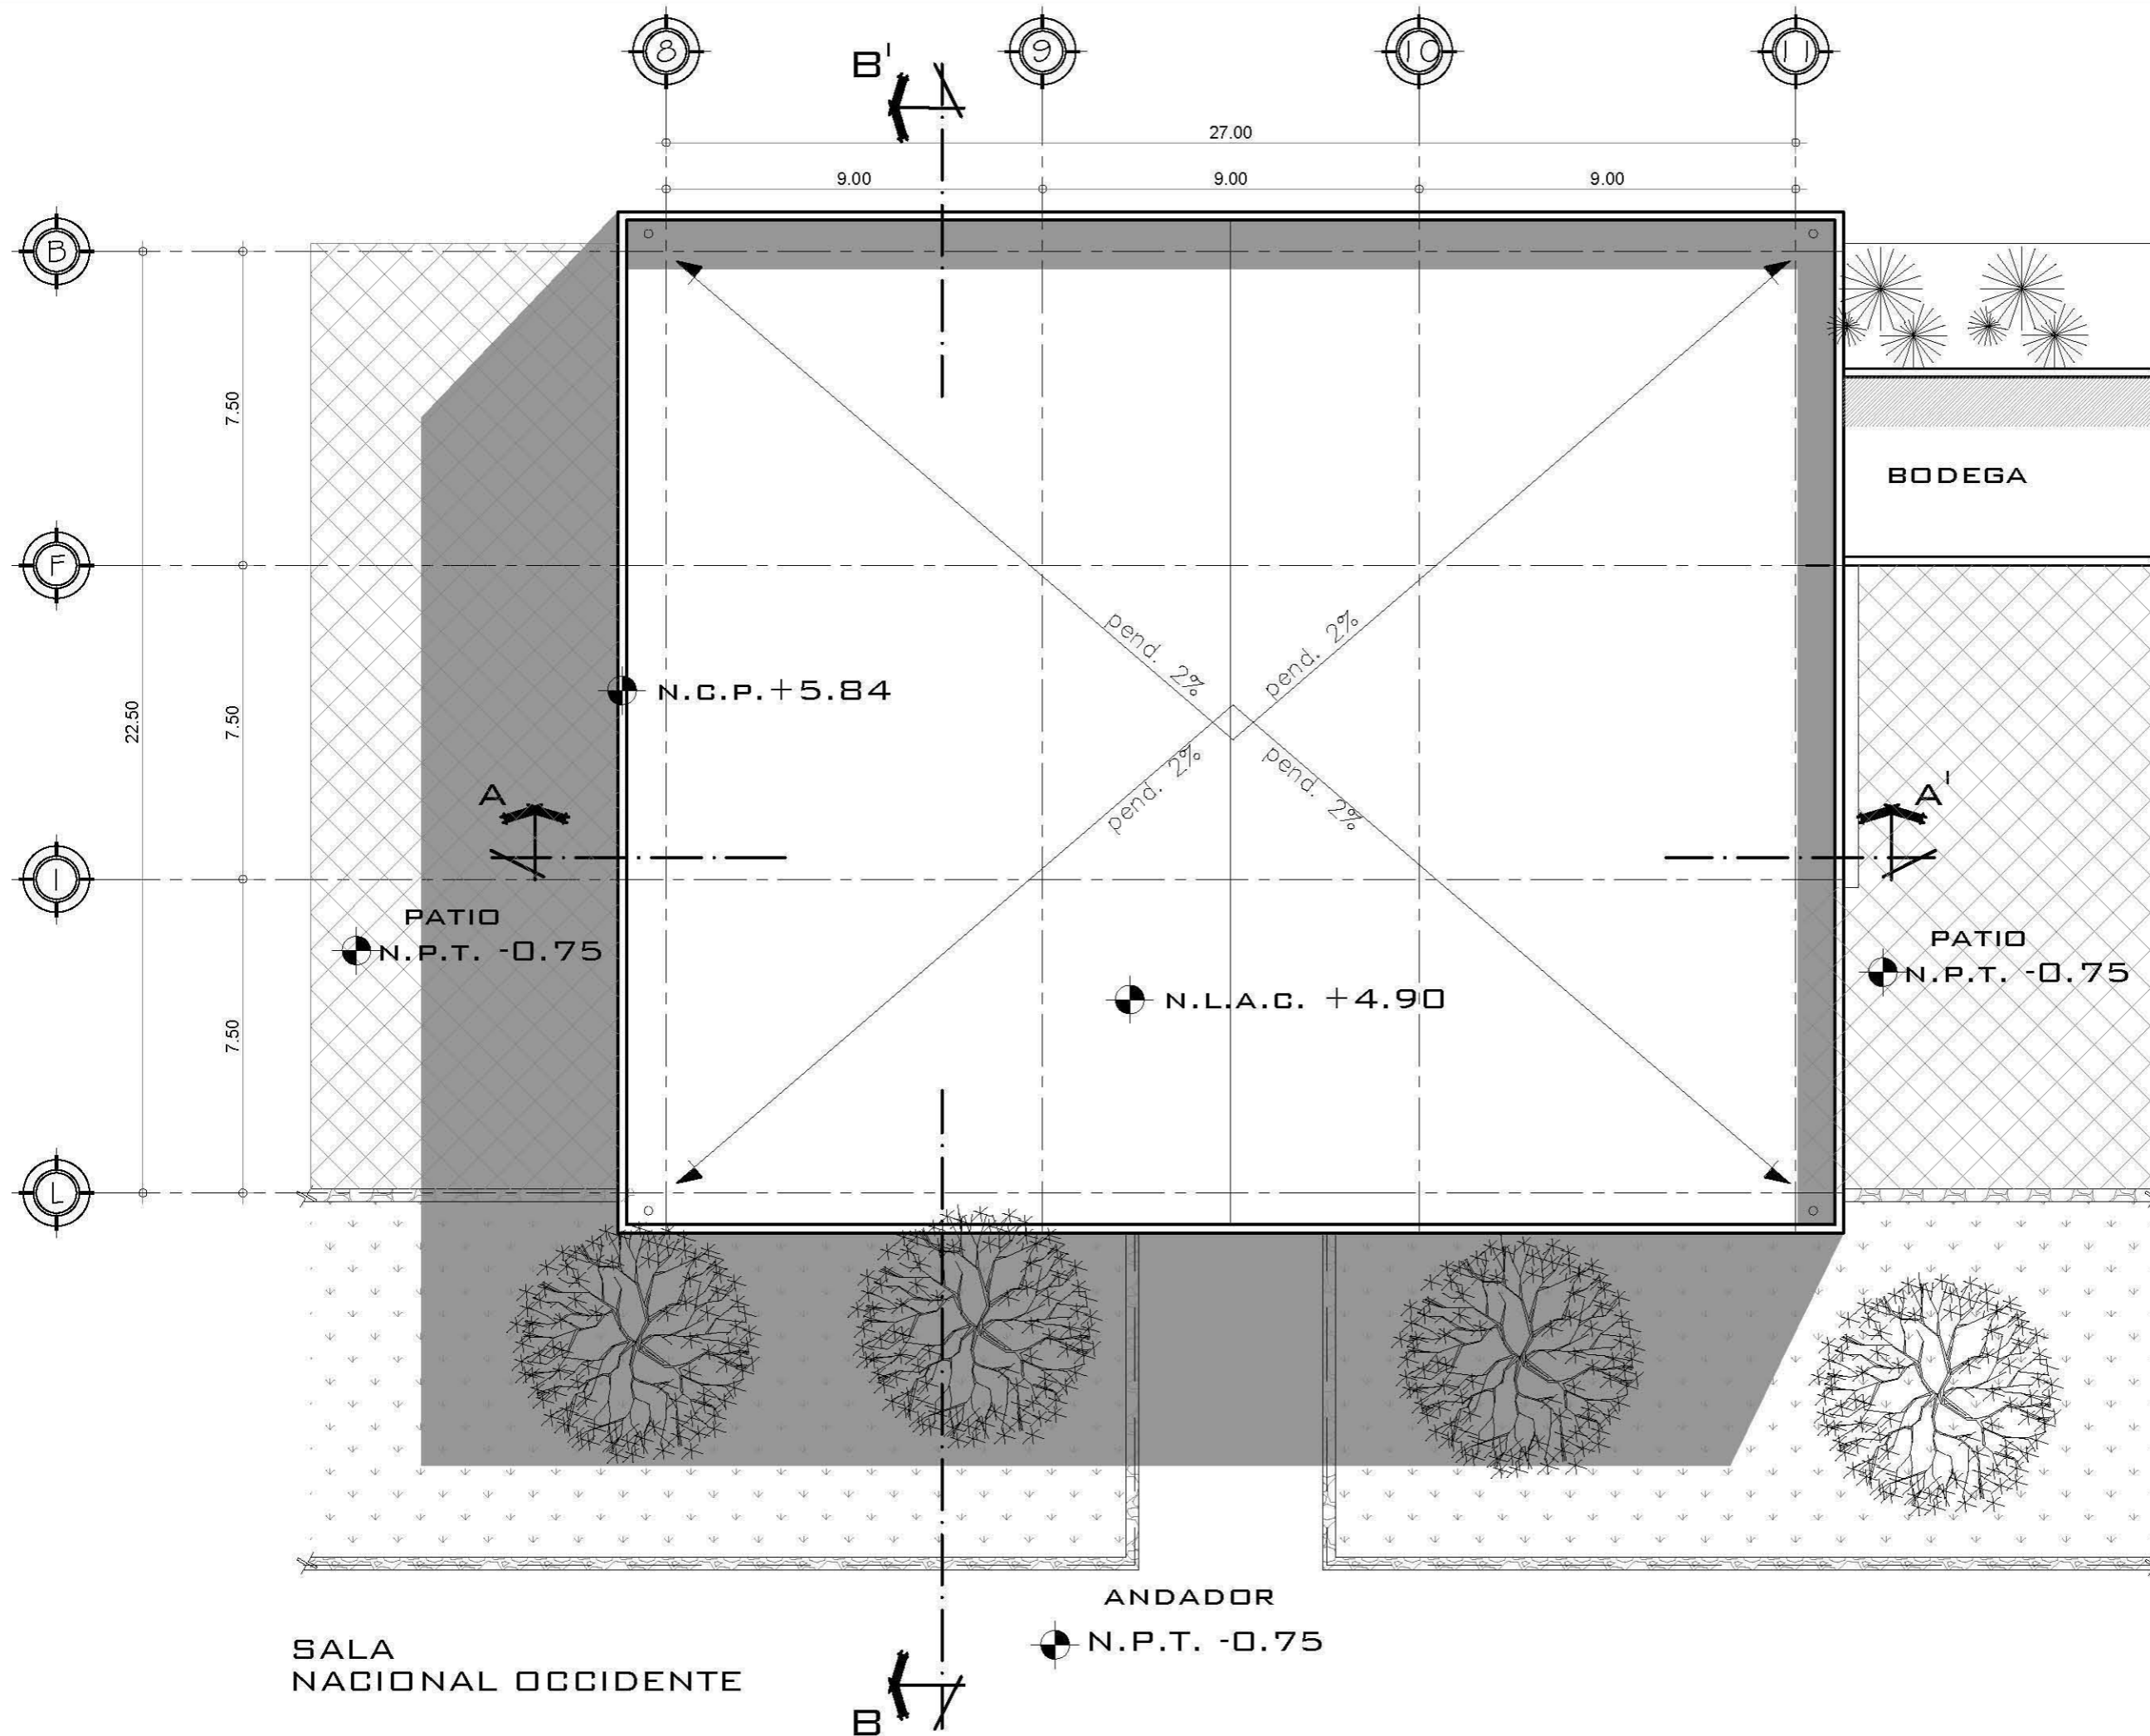 8
B'
9
10
11
27.00
9.00
9.00
9.00
B
7.50
BODEGA
F
pend. 2%
pend. 2%
N.C.P.+5.84
22.50
7.50
pend. 2%
pend. 2%
A
A'
I
PATIO
N.P.T. -0.75
PATIO
N.P.T. -0.75
N.L.A.C. +4.90
7.50
L
ANDADOR
N.P.T. -0.75
SALA
NACIONAL OCCIDENTE
B